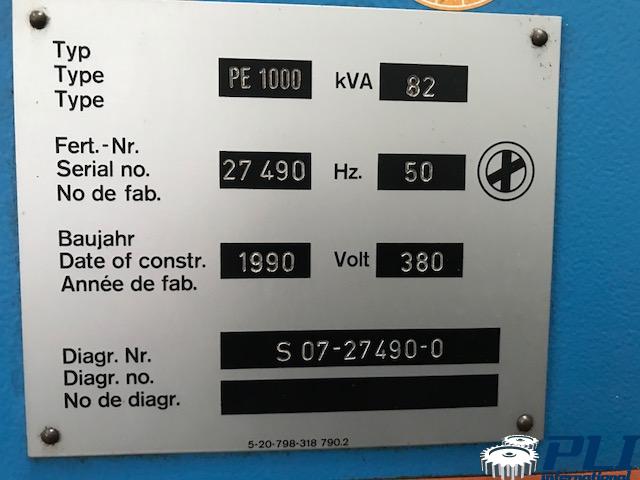 Typ
Type PE 1000 kVA 82
Type
Fert.-Nr.
Serial no. 27 490 Hz. 50
No de fab.
Baujahr
Date of constr. 1990 Volt 380
Année de fab.
Diagr. Nr. S 07-27490-0
Diagr. no.
No de diagr.
5-20-798-318 790.2
PLI
International